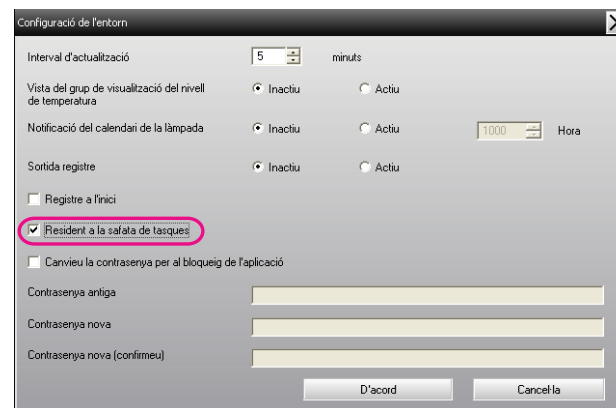 Configuració de l'entorn
Interval d'actualització 5 minuts
Vista del grup de visualització del nivell de temperatura Inactiu Actiu
Notificació del calendari de la làmpada Inactiu Actiu 1000 Hora
Sortida registre Inactiu Actiu
Registre a l'inici
Resident a la safata de tasques
Canvieu la contrasenya per al bloqueig de l'aplicació
Contrasenya antiga
Contrasenya nova
Contrasenya nova (confirmeu)
D'acord Cancel·la